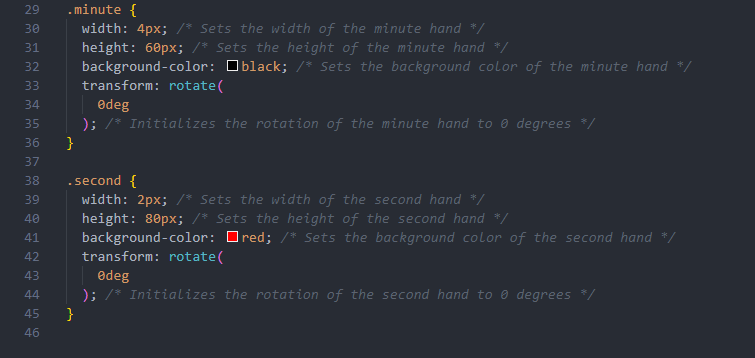 29 .minute {
30 width: 4px; /* Sets the width of the minute hand */
31 height: 60px; /* Sets the height of the minute hand */
32 background-color: black; /* Sets the background color of the minute hand */
33 transform: rotate(
34 0deg
35 ); /* Initializes the rotation of the minute hand to 0 degrees */
36 }
37
38 .second {
39 width: 2px; /* Sets the width of the second hand */
40 height: 80px; /* Sets the height of the second hand */
41 background-color: red; /* Sets the background color of the second hand */
42 transform: rotate(
43 0deg
44 ); /* Initializes the rotation of the second hand to 0 degrees */
45 }
46